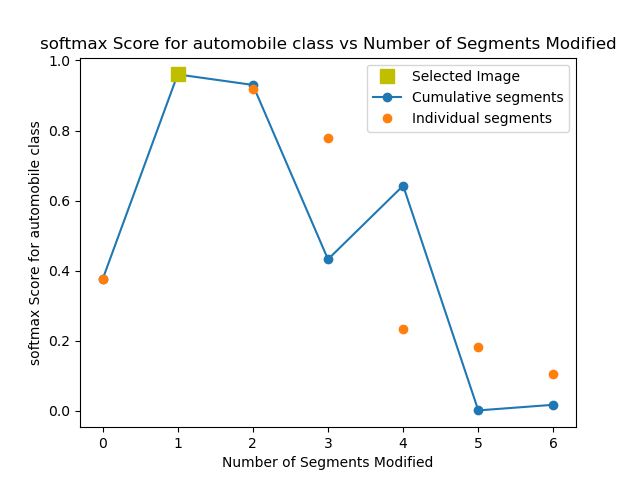 softmax Score for automobile class vs Number of Segments Modified
softmax Score for automobile class
1.0
0.8
0.6
0.4
0.2
0.0
Selected Image
Cumulative segments
Individual segments
0 1 2 3 4 5 6
Number of Segments Modified